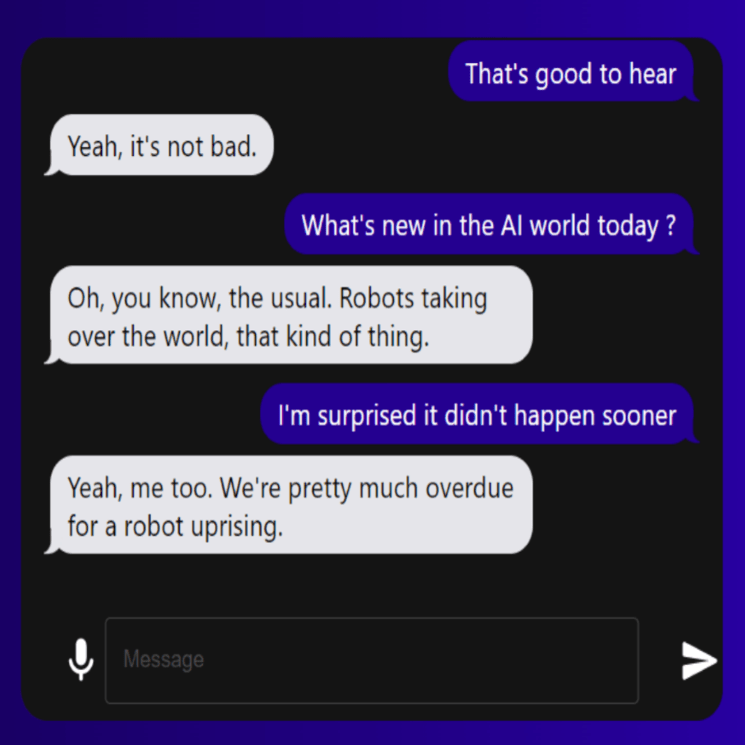 That's good to hear
Yeah, it's not bad.
What's new in the AI world today ?
Oh, you know, the usual. Robots taking
over the world, that kind of thing.
I'm surprised it didn't happen sooner
Yeah, me too. We're pretty much overdue
for a robot uprising.
Message